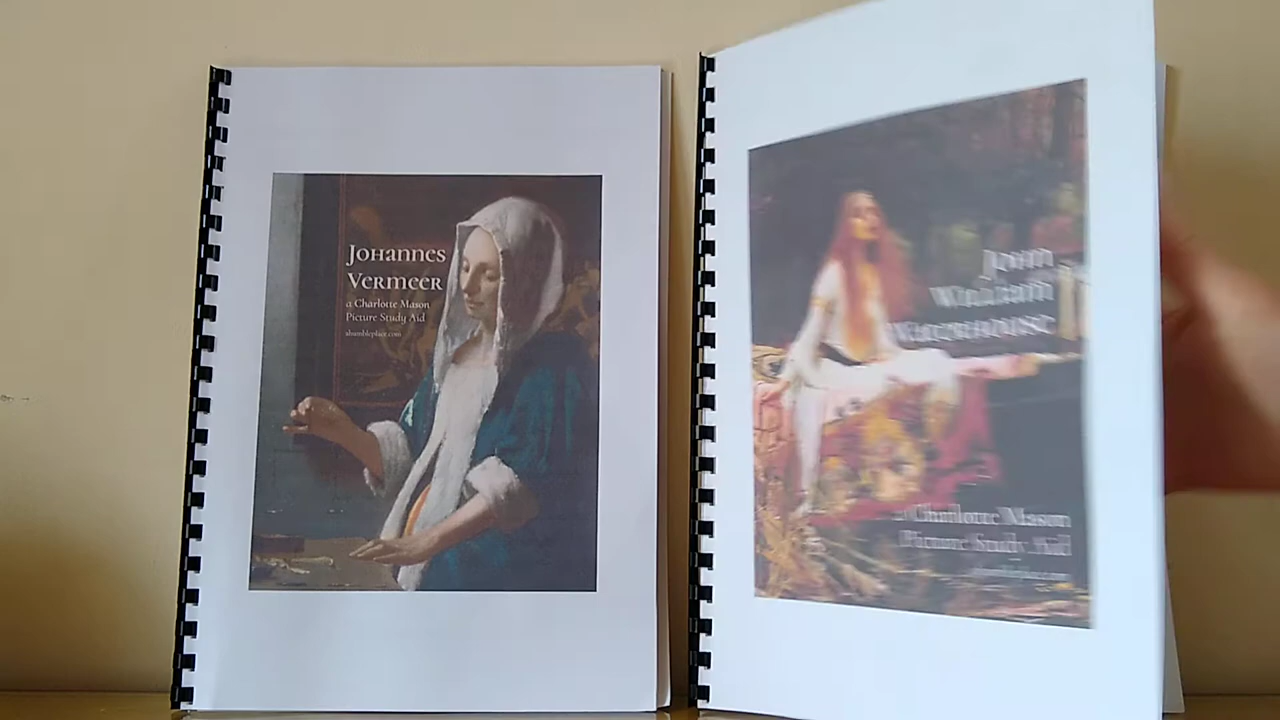 Johannes
Vermeer
a Charlotte Mason
Picture Study Aid
ahumbleplace.com
John
William
Waterhouse
a Charlotte Mason
Picture Study Aid